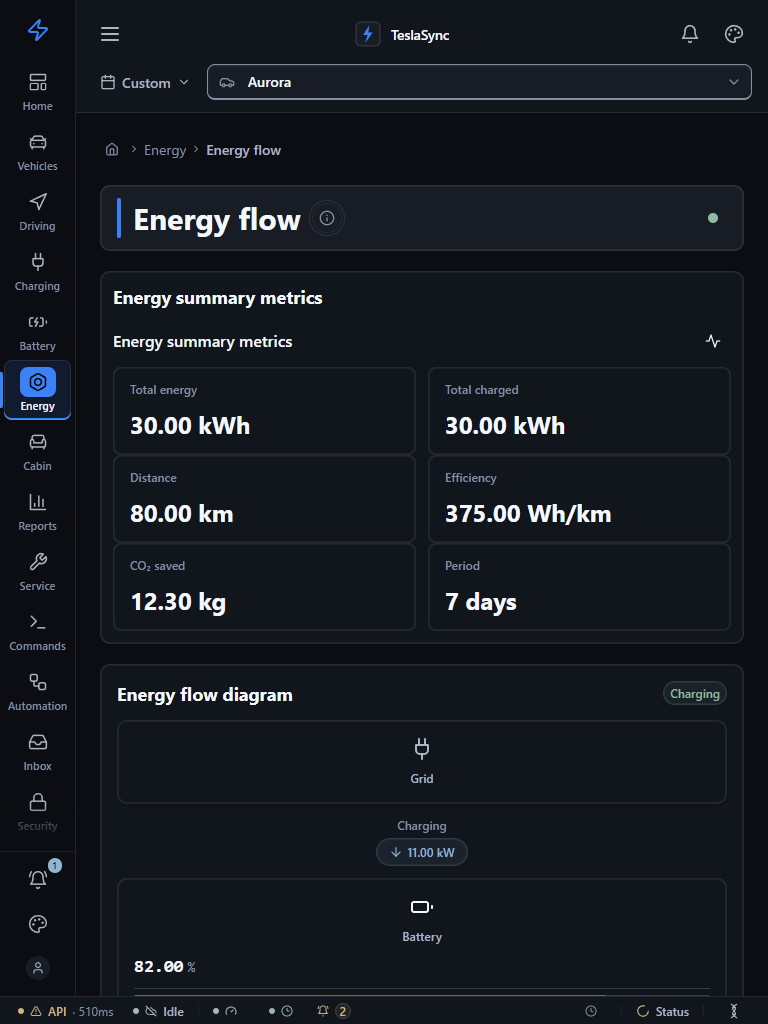 TeslaSync
Custom
Aurora
Home
Vehicles
Driving
Charging
Battery
Energy
Cabin
Reports
Service
Commands
Automation
Inbox
Security
1
Energy
Energy flow
Energy flow
Energy summary metrics
Energy summary metrics
Total energy
30.00 kWh
Total charged
30.00 kWh
Distance
80.00 km
Efficiency
375.00 Wh/km
CO₂ saved
12.30 kg
Period
7 days
Energy flow diagram
Charging
Grid
Charging
↓ 11.00 kW
Battery
82.00 %
API · 510ms
Idle
2
Status